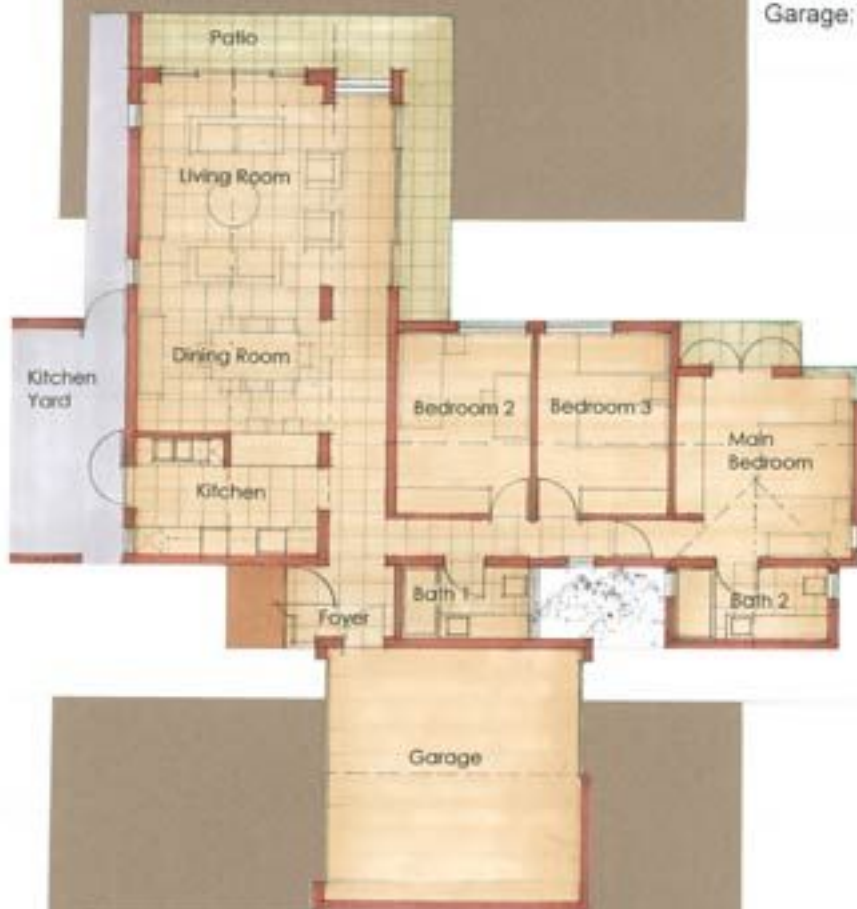 Garage:
Patio
Living Room
Dining Room
Kitchen
Yard
Bedroom 2
Bedroom 3
Main
Bedroom
Kitchen
Bath 1
Bath 2
Foyer
Garage